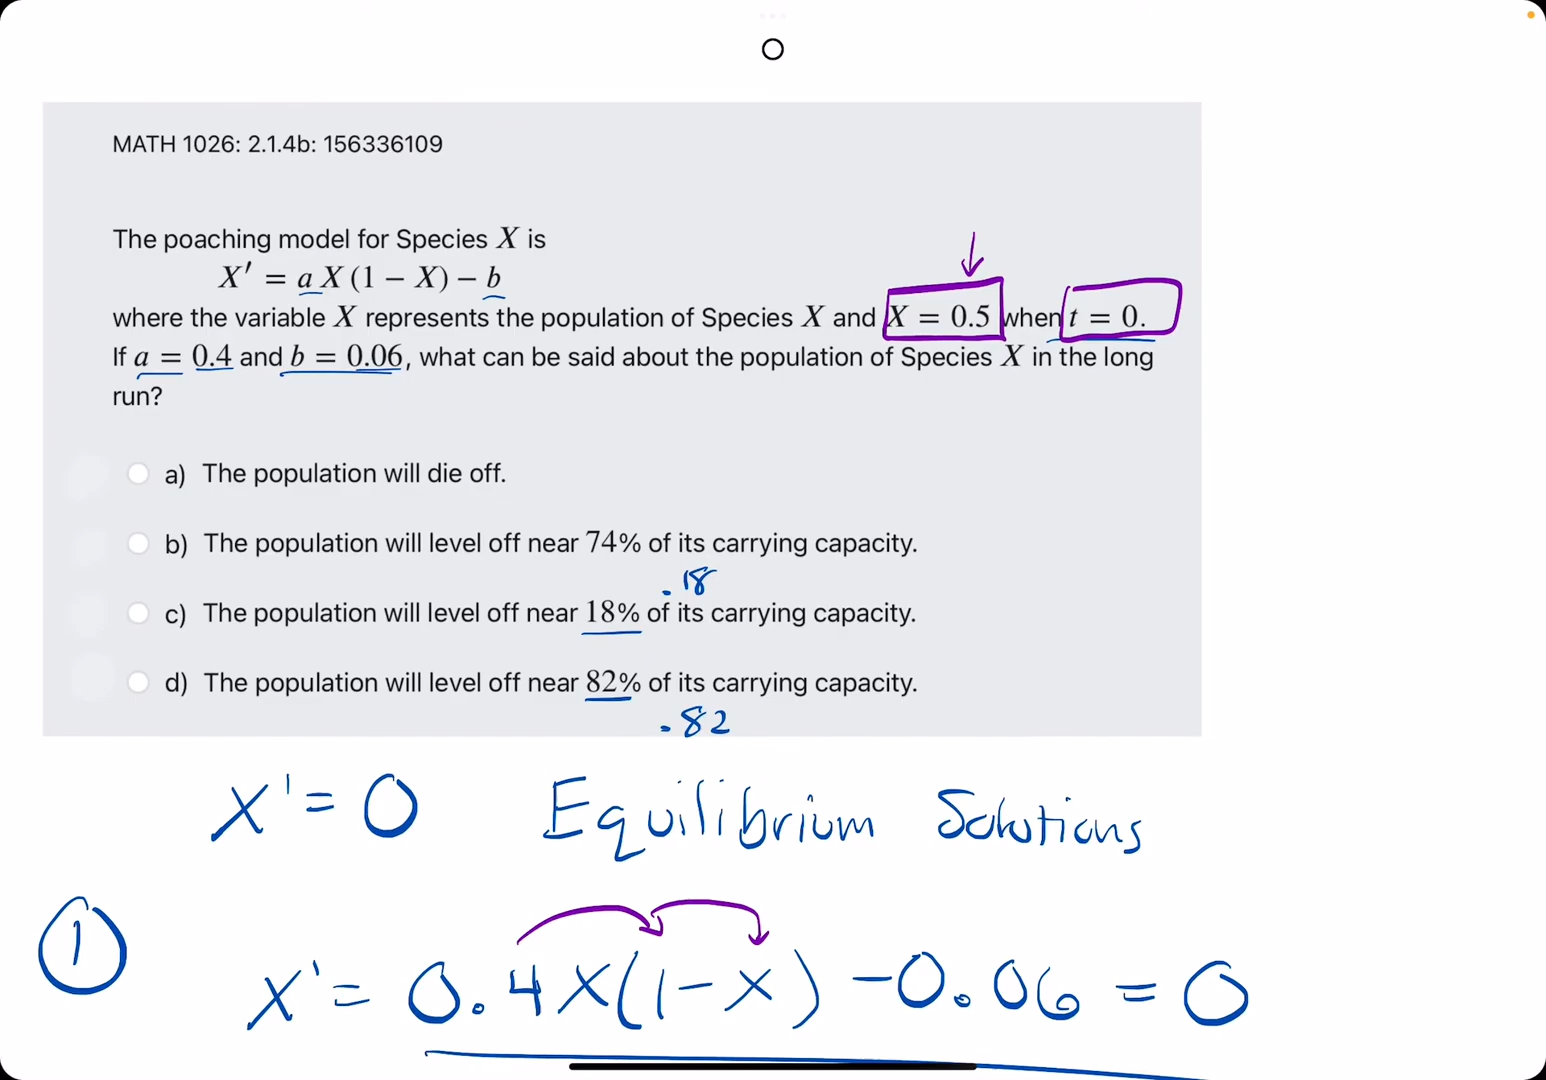 MATH 1026: 2.1.4b: 156336109
The poaching model for Species X is
X′ = a X (1 − X) − b
where the variable X represents the population of Species X and X = 0.5 when t = 0.
If a = 0.4 and b = 0.06, what can be said about the population of Species X in the long
run?
a) The population will die off.
b) The population will level off near 74% of its carrying capacity.
.18
c) The population will level off near 18% of its carrying capacity.
d) The population will level off near 82% of its carrying capacity.
.82
X' = 0 Equilibrium Solutions
1
X' = 0.4X(1-X) -0.06 = 0